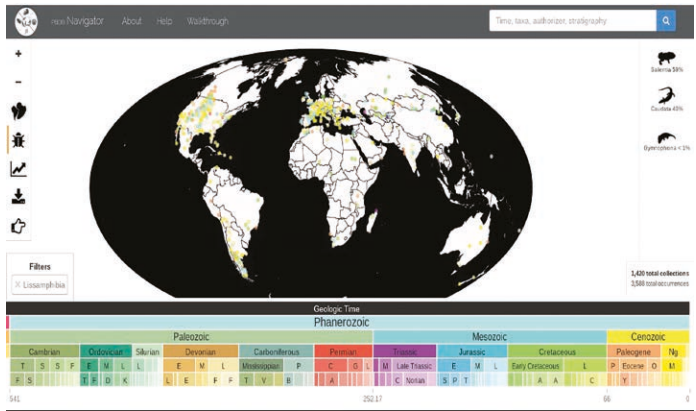 PBDB Navigator About Help Walkthrough
Time, taxa, authorizer, stratigraphy
+
−
Salientia 56%
Caudata 43%
Gymnophiona < 1%
Filters
× Lissamphibia
1,420 total collections
3,588 total occurrences
Geologic Time
Phanerozoic
Paleozoic Mesozoic Cenozoic
Cambrian Ordovician Silurian Devonian Carboniferous Permian Triassic Jurassic Cretaceous Paleogene Ng
T S S F E M L L E M L Mississippian P C G L M Late Triassic E M L Early Cretaceous L P Eocene O M
F S T F D K L E F F T V B A C Norian S P T A A C Y
541 252.17 66 0